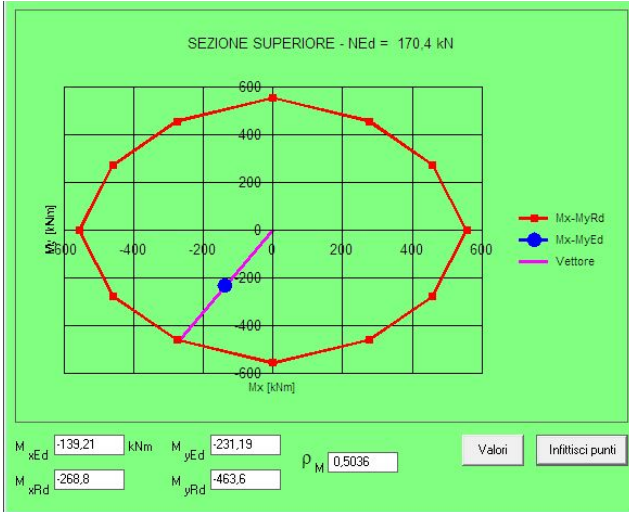 SEZIONE SUPERIORE - NEd = 170,4 kN
600
400
200
0
-200
-400
-600
-600 -400 -200 0 200 400 600
My [kNm]
Mx [kNm]
Mx-MyRd
Mx-MyEd
Vettore
M xEd -139,21 kNm M yEd -231,19
ρ M 0,5036
Valori
Infittisci punti
M xRd -268,8 M yRd -463,6